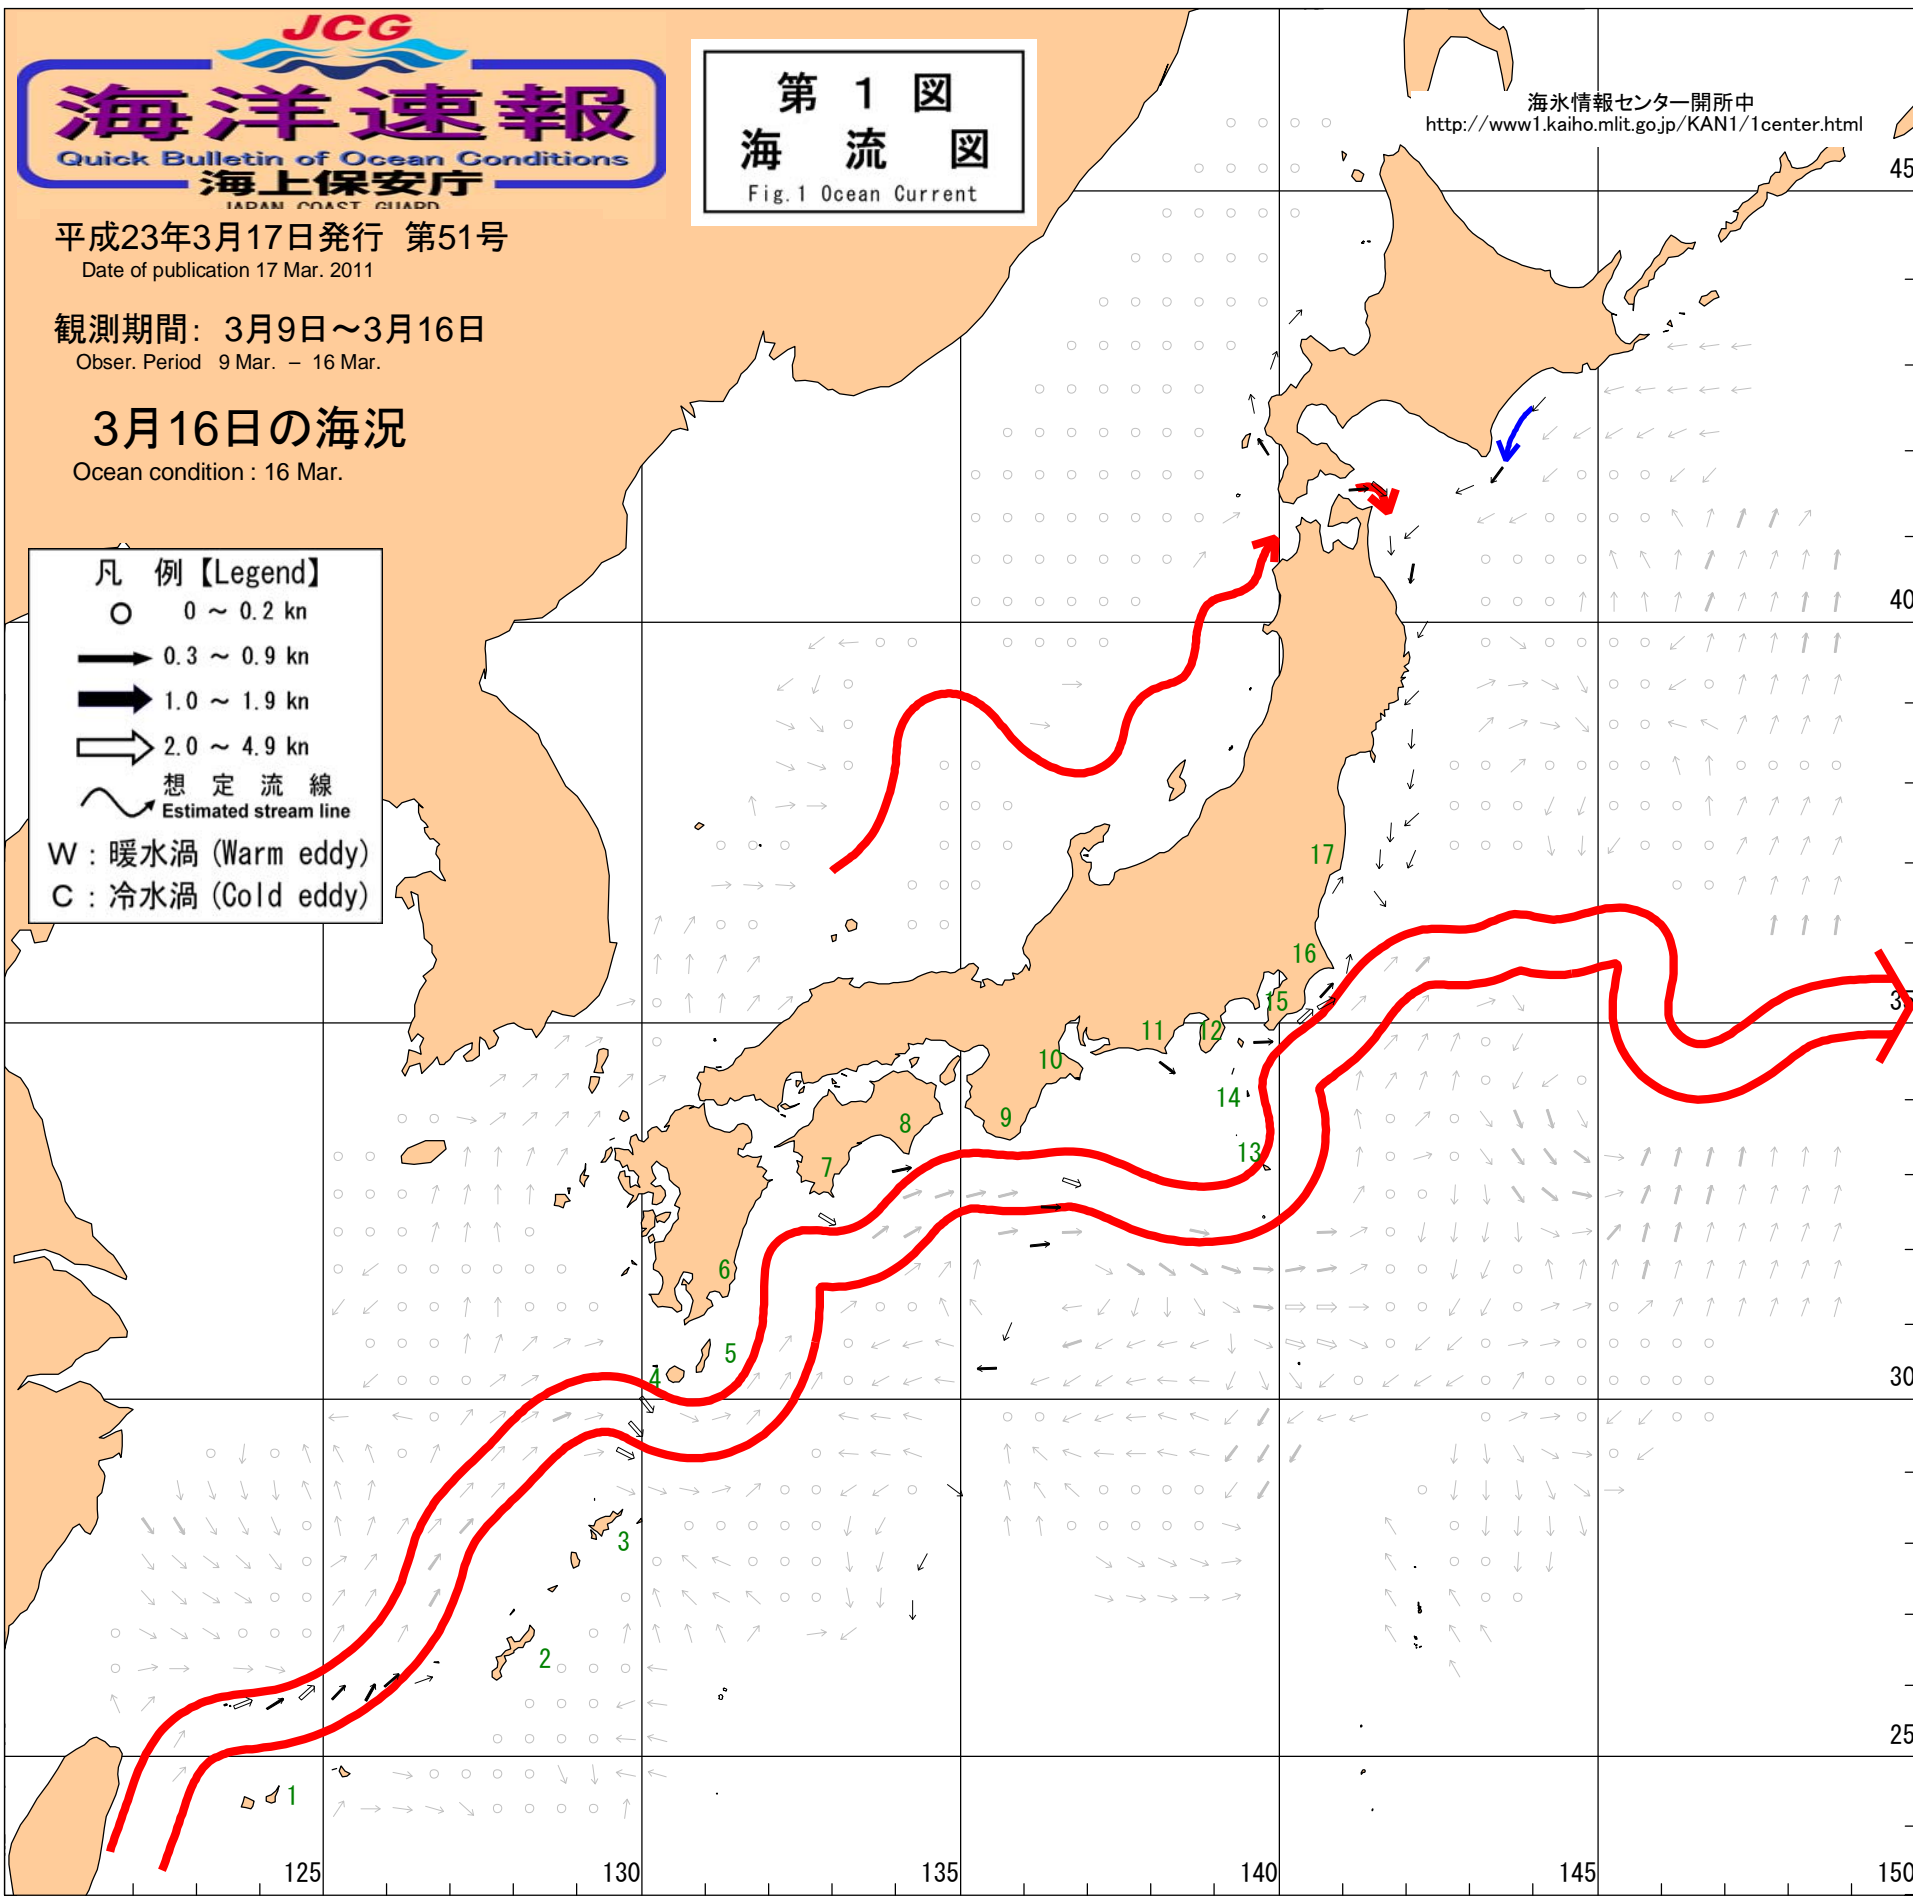 JCG
海洋速報
Quick Bulletin of Ocean Conditions
海上保安庁
JAPAN COAST GUARD
第 1 図
海 流 図
Fig.1 Ocean Current
海氷情報センター開所中
http://www1.kaiho.mlit.go.jp/KAN1/1center.html
平成23年3月17日発行 第51号
Date of publication 17 Mar. 2011
観測期間: 3月9日～3月16日
Obser. Period 9 Mar. – 16 Mar.
3月16日の海況
Ocean condition : 16 Mar.
凡 例【Legend】
0 ～ 0.2 kn
0.3 ～ 0.9 kn
1.0 ～ 1.9 kn
2.0 ～ 4.9 kn
想 定 流 線
Estimated stream line
W : 暖水渦 (Warm eddy)
C : 冷水渦 (Cold eddy)
45
40
17
16
35
15
12
11
10
14
9
8
13
7
6
5
4
30
3
2
25
1
125
130
135
140
145
150